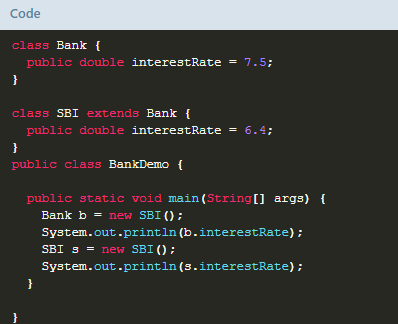 Code
class Bank {
  public double interestRate = 7.5;
}

class SBI extends Bank {
  public double interestRate = 6.4;
}
public class BankDemo {

  public static void main(String[] args) {
    Bank b = new SBI();
    System.out.println(b.interestRate);
    SBI s = new SBI();
    System.out.println(s.interestRate);
  }

}